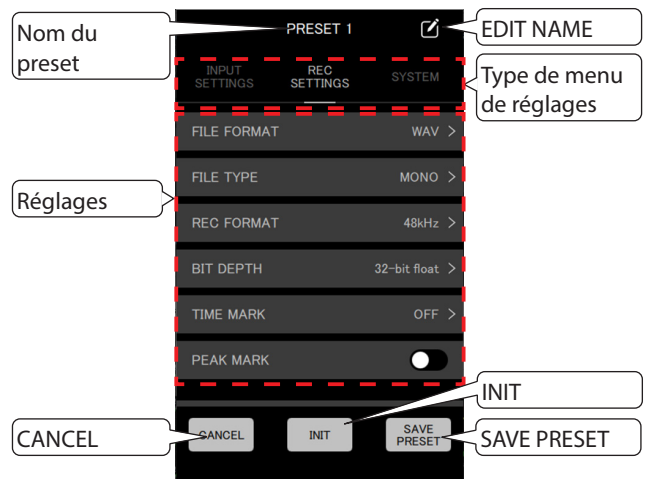 Nom du
preset
PRESET 1
EDIT NAME
INPUT
SETTINGS
REC
SETTINGS
SYSTEM
Type de menu
de réglages
Réglages
FILE FORMAT WAV >
FILE TYPE MONO >
REC FORMAT 48kHz >
BIT DEPTH 32-bit float >
TIME MARK OFF >
PEAK MARK
INIT
CANCEL
CANCEL
INIT
SAVE
PRESET
SAVE PRESET